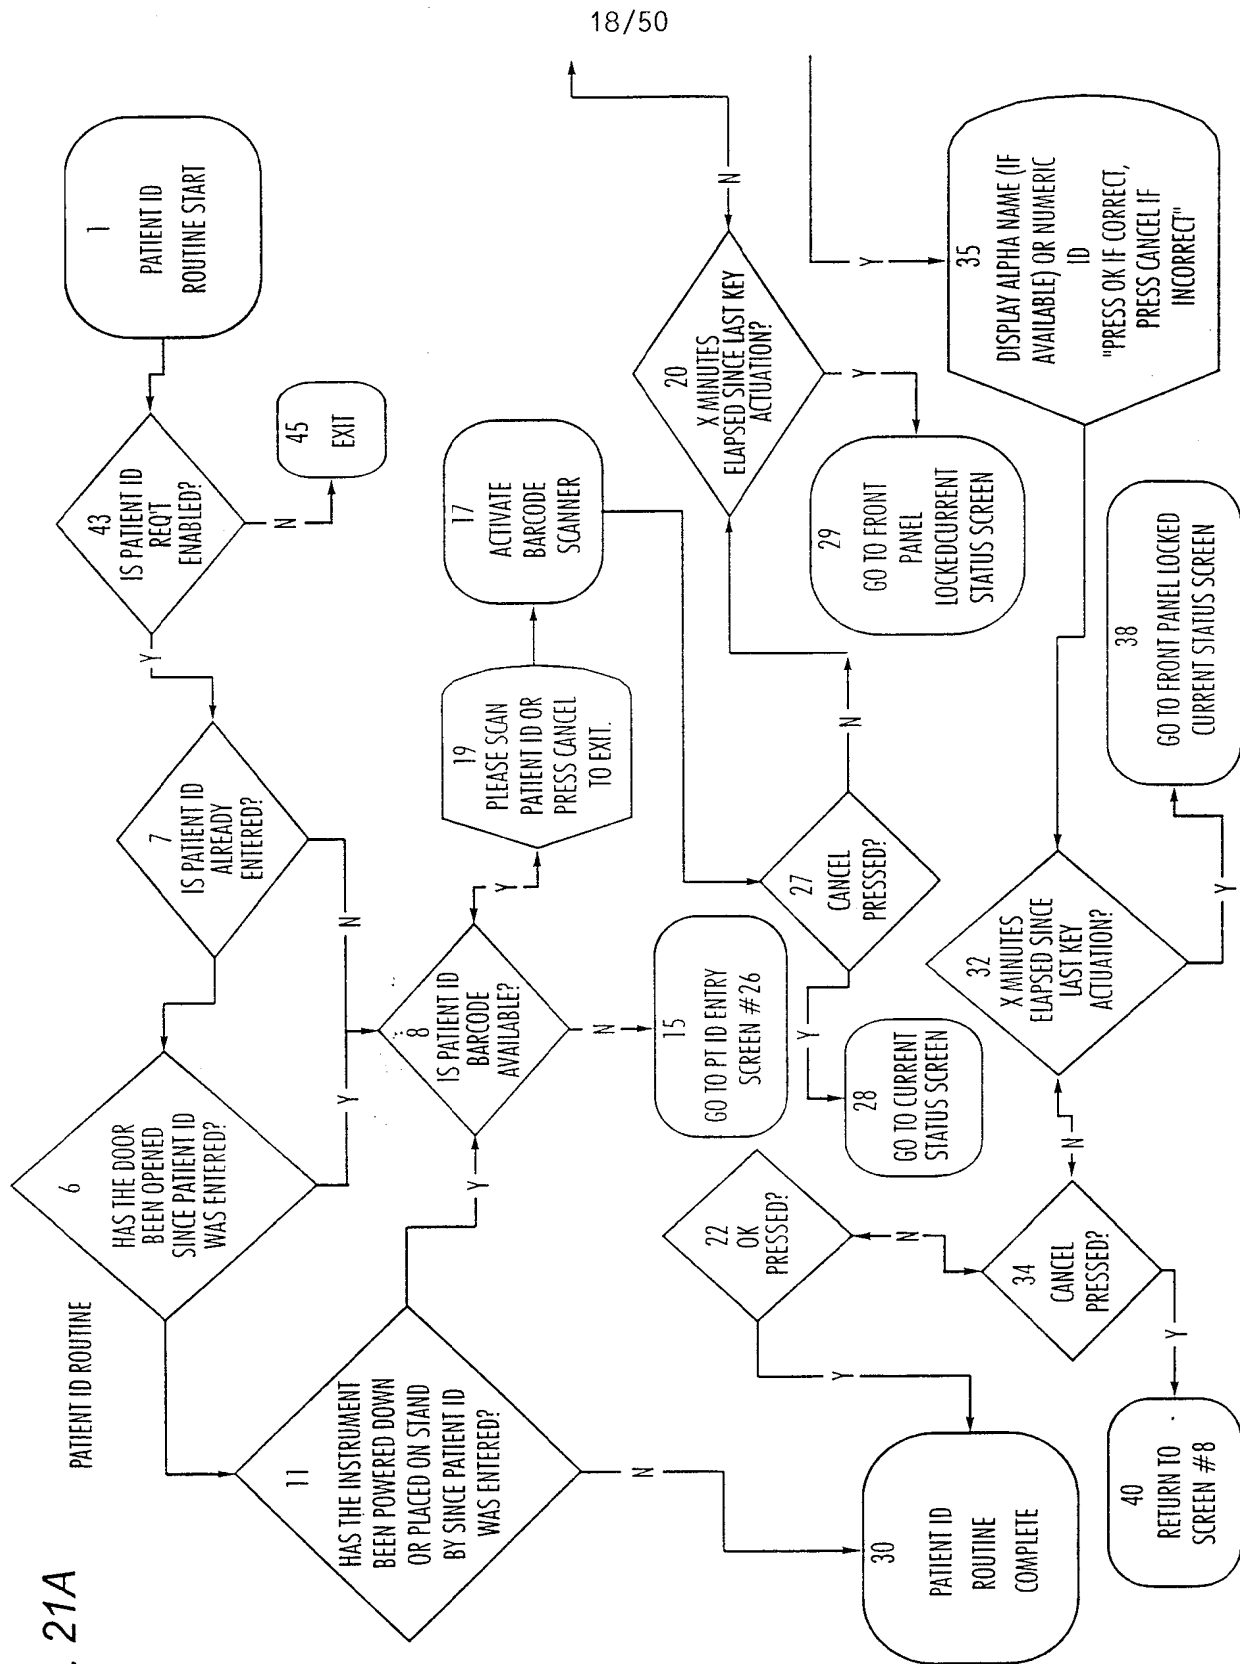 18/50
. 21A
PATIENT ID ROUTINE
1
PATIENT ID
ROUTINE START
43
IS PATIENT ID
REQ'T
ENABLED?
N
45
EXIT
Y
7
IS PATIENT ID
ALREADY
ENTERED?
N
6
HAS THE DOOR
BEEN OPENED
SINCE PATIENT ID
WAS ENTERED?
Y
11
HAS THE INSTRUMENT
BEEN POWERED DOWN
OR PLACED ON STAND
BY SINCE PATIENT ID
WAS ENTERED?
Y
N
8
IS PATIENT ID
BARCODE
AVAILABLE?
Y
N
19
PLEASE SCAN
PATIENT ID OR
PRESS CANCEL
TO EXIT.
17
ACTIVATE
BARCODE
SCANNER
15
GO TO PT ID ENTRY
SCREEN #26
27
CANCEL
PRESSED?
Y
N
28
GO TO CURRENT
STATUS SCREEN
20
X MINUTES
ELAPSED SINCE LAST KEY
ACTUATION?
N
Y
29
GO TO FRONT
PANEL
LOCKEDCURRENT
STATUS SCREEN
Y
35
DISPLAY ALPHA NAME (IF
AVAILABLE) OR NUMERIC
ID
"PRESS OK IF CORRECT,
PRESS CANCEL IF
INCORRECT"
32
X MINUTES
ELAPSED SINCE
LAST KEY
ACTUATION?
Y
N
38
GO TO FRONT PANEL LOCKED
CURRENT STATUS SCREEN
34
CANCEL
PRESSED?
N
Y
22
OK
PRESSED?
Y
30
PATIENT ID
ROUTINE
COMPLETE
40
RETURN TO
SCREEN #8